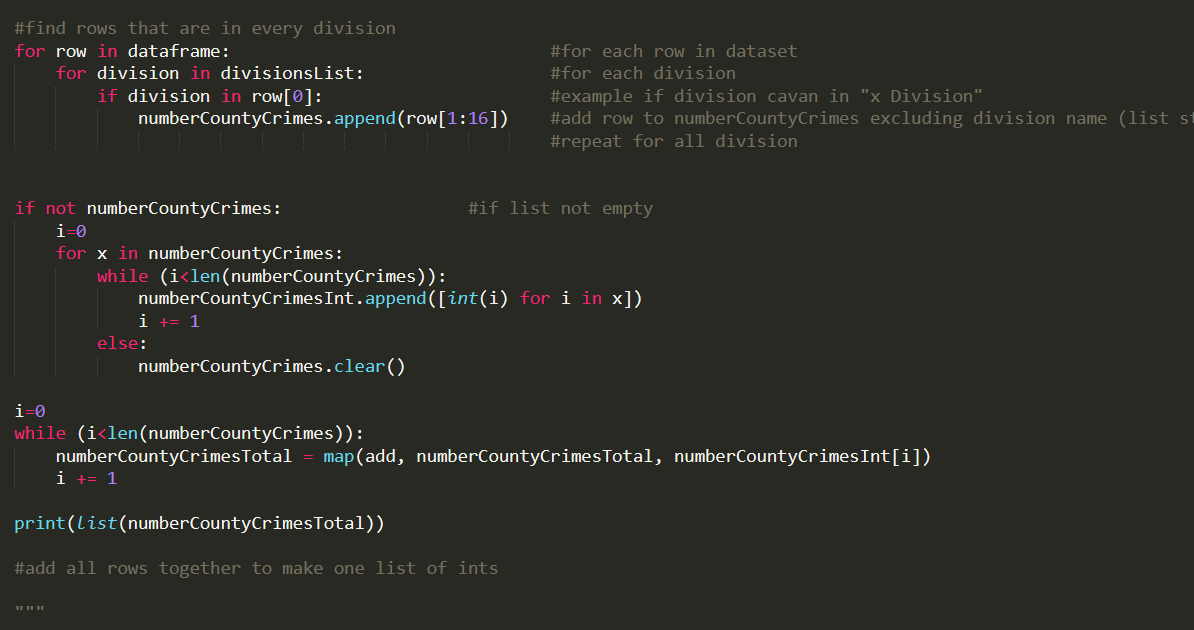 #find rows that are in every division
for row in dataframe: #for each row in dataset
for division in divisionsList: #for each division
if division in row[0]: #example if division cavan in "x Division"
numberCountyCrimes.append(row[1:16]) #add row to numberCountyCrimes excluding division name (list
#repeat for all division
if not numberCountyCrimes: #if list not empty
i=0
for x in numberCountyCrimes:
while (i<len(numberCountyCrimes)):
numberCountyCrimesInt.append([int(i) for i in x])
i += 1
else:
numberCountyCrimes.clear()
i=0
while (i<len(numberCountyCrimes)):
numberCountyCrimesTotal = map(add, numberCountyCrimesTotal, numberCountyCrimesInt[i])
i += 1
print(list(numberCountyCrimesTotal))
#add all rows together to make one list of ints
"""